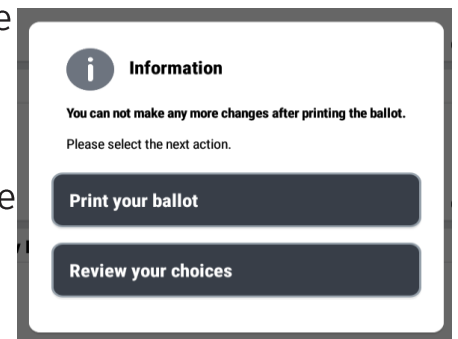 Information
You can not make any more changes after printing the ballot.
Please select the next action.
Print your ballot
Review your choices